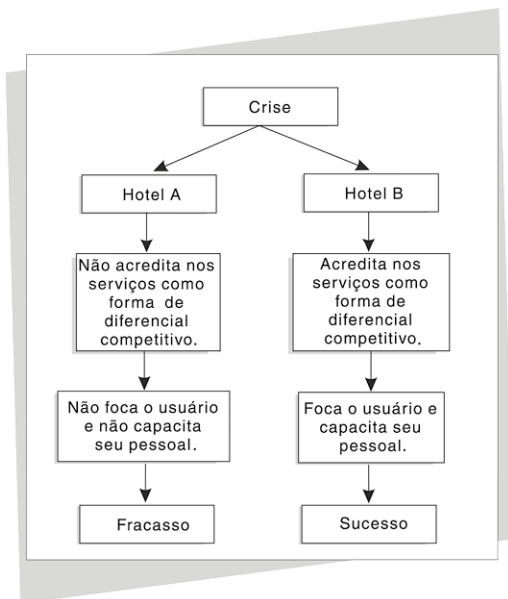 Crise
Hotel A
Hotel B
Não acredita nos
serviços como
forma de
diferencial
competitivo.
Acredita nos
serviços como
forma de
diferencial
competitivo.
Não foca o usuário
e não capacita
seu pessoal.
Foca o usuário e
capacita seu
pessoal.
Fracasso
Sucesso